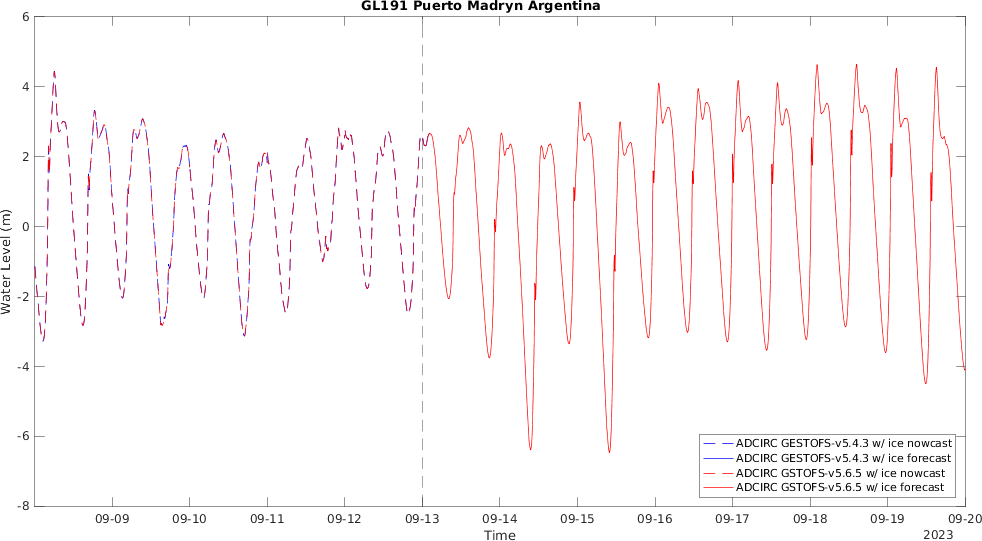 GL191 Puerto Madryn Argentina
6
4
2
0
-2
-4
-6
-8
Water Level (m)
ADCIRC GESTOFS-v5.4.3 w/ ice nowcast
ADCIRC GESTOFS-v5.4.3 w/ ice forecast
ADCIRC GSTOFS-v5.6.5 w/ ice nowcast
ADCIRC GSTOFS-v5.6.5 w/ ice forecast
09-09 09-10 09-11 09-12 09-13 09-14 09-15 09-16 09-17 09-18 09-19 09-20
Time
2023